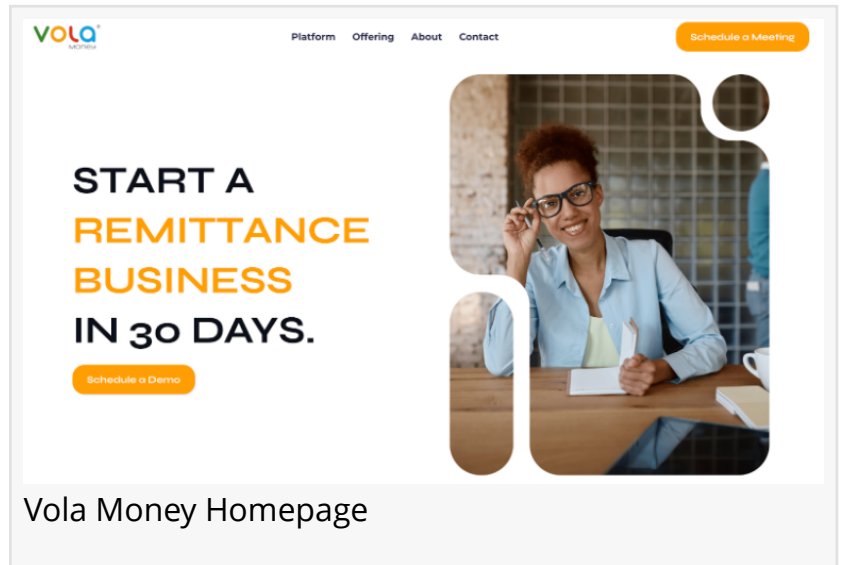 VOLA
MONEY
Platform Offering About Contact
Schedule a Meeting
START A
REMITTANCE
BUSINESS
IN 30 DAYS.
Schedule a Demo
Vola Money Homepage